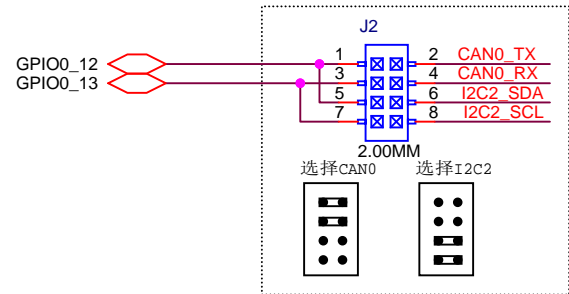 J2
1 2 CAN0_TX
GPIO0_12
3 4 CAN0_RX
GPIO0_13
5 6 I2C2_SDA
7 8 I2C2_SCL
2.00MM
选择CAN0 选择I2C2